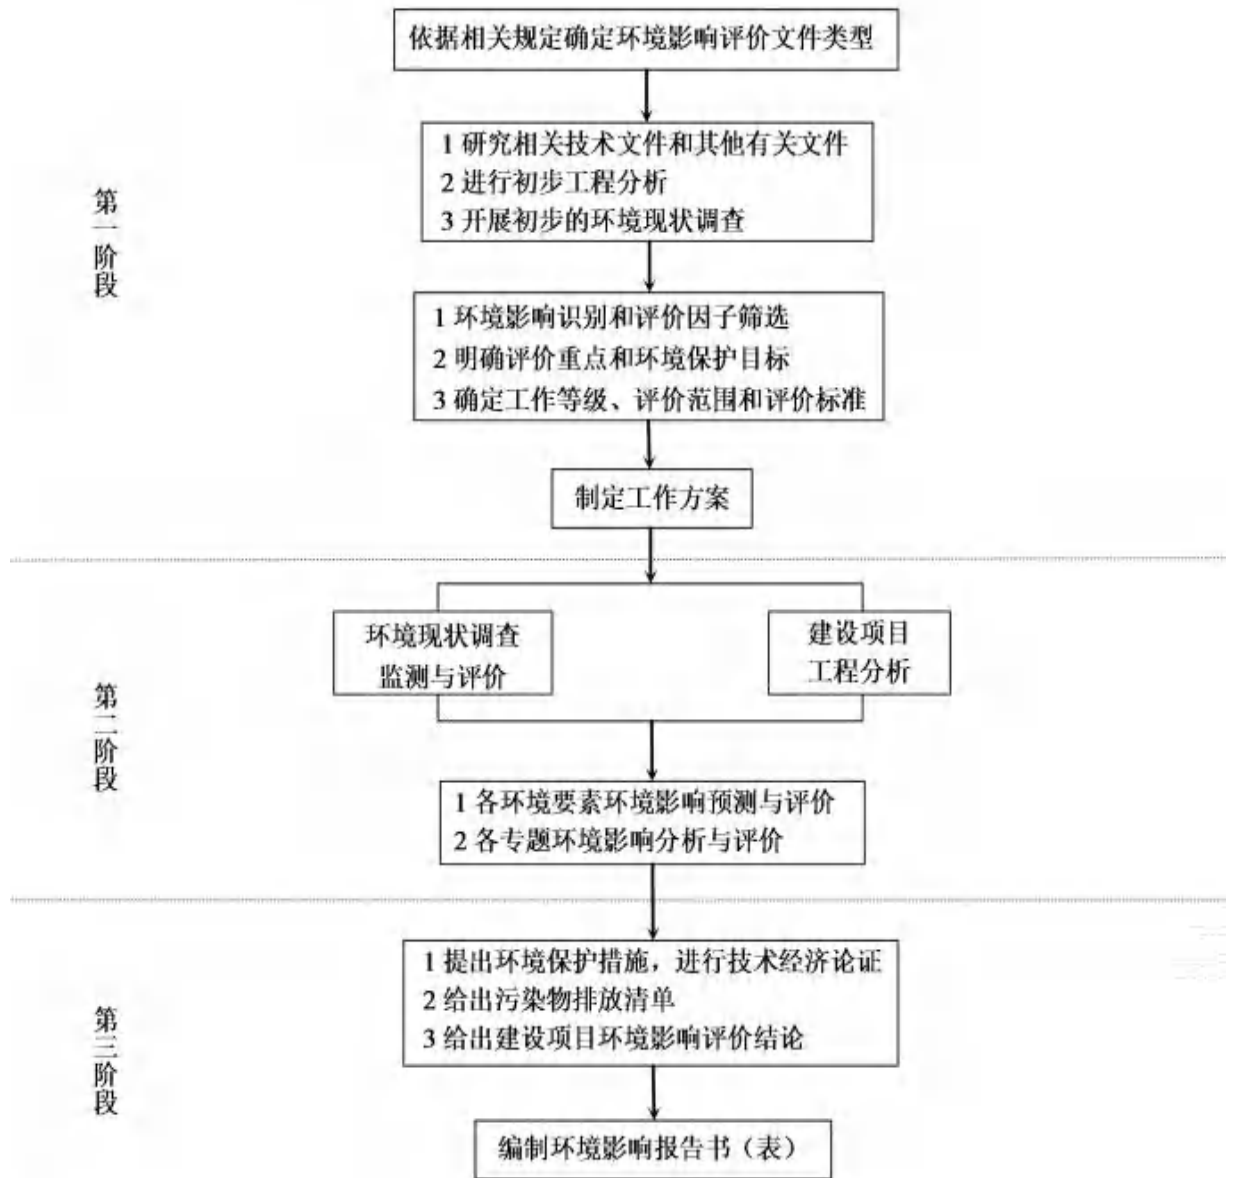 依据相关规定确定环境影响评价文件类型
1 研究相关技术文件和其他有关文件
2 进行初步工程分析
3 开展初步的环境现状调查
第一阶段
1 环境影响识别和评价因子筛选
2 明确评价重点和环境保护目标
3 确定工作等级、评价范围和评价标准
制定工作方案
环境现状调查
监测与评价
建设项目
工程分析
第二阶段
1 各环境要素环境影响预测与评价
2 各专题环境影响分析与评价
1 提出环境保护措施，进行技术经济论证
2 给出污染物排放清单
3 给出建设项目环境影响评价结论
第三阶段
编制环境影响报告书（表）